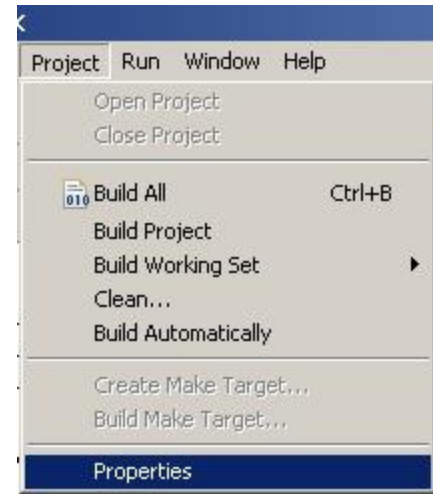 Project Run Window Help
Open Project
Close Project
010 Build All Ctrl+B
Build Project
Build Working Set
Clean...
Build Automatically
Create Make Target...
Build Make Target...
Properties